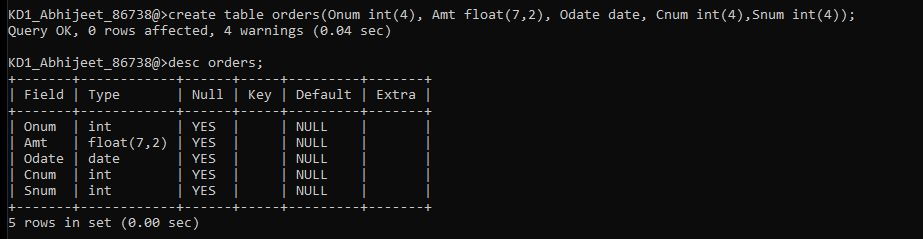 KD1_Abhijeet_86738@>create table orders(Onum int(4), Amt float(7,2), Odate date, Cnum int(4),Snum int(4));
Query OK, 0 rows affected, 4 warnings (0.04 sec)
KD1_Abhijeet_86738@>desc orders;
+-------+------------+------+-----+---------+-------+
| Field | Type       | Null | Key | Default | Extra |
+-------+------------+------+-----+---------+-------+
| Onum  | int        | YES  |     | NULL    |       |
| Amt   | float(7,2) | YES  |     | NULL    |       |
| Odate | date       | YES  |     | NULL    |       |
| Cnum  | int        | YES  |     | NULL    |       |
| Snum  | int        | YES  |     | NULL    |       |
+-------+------------+------+-----+---------+-------+
5 rows in set (0.00 sec)